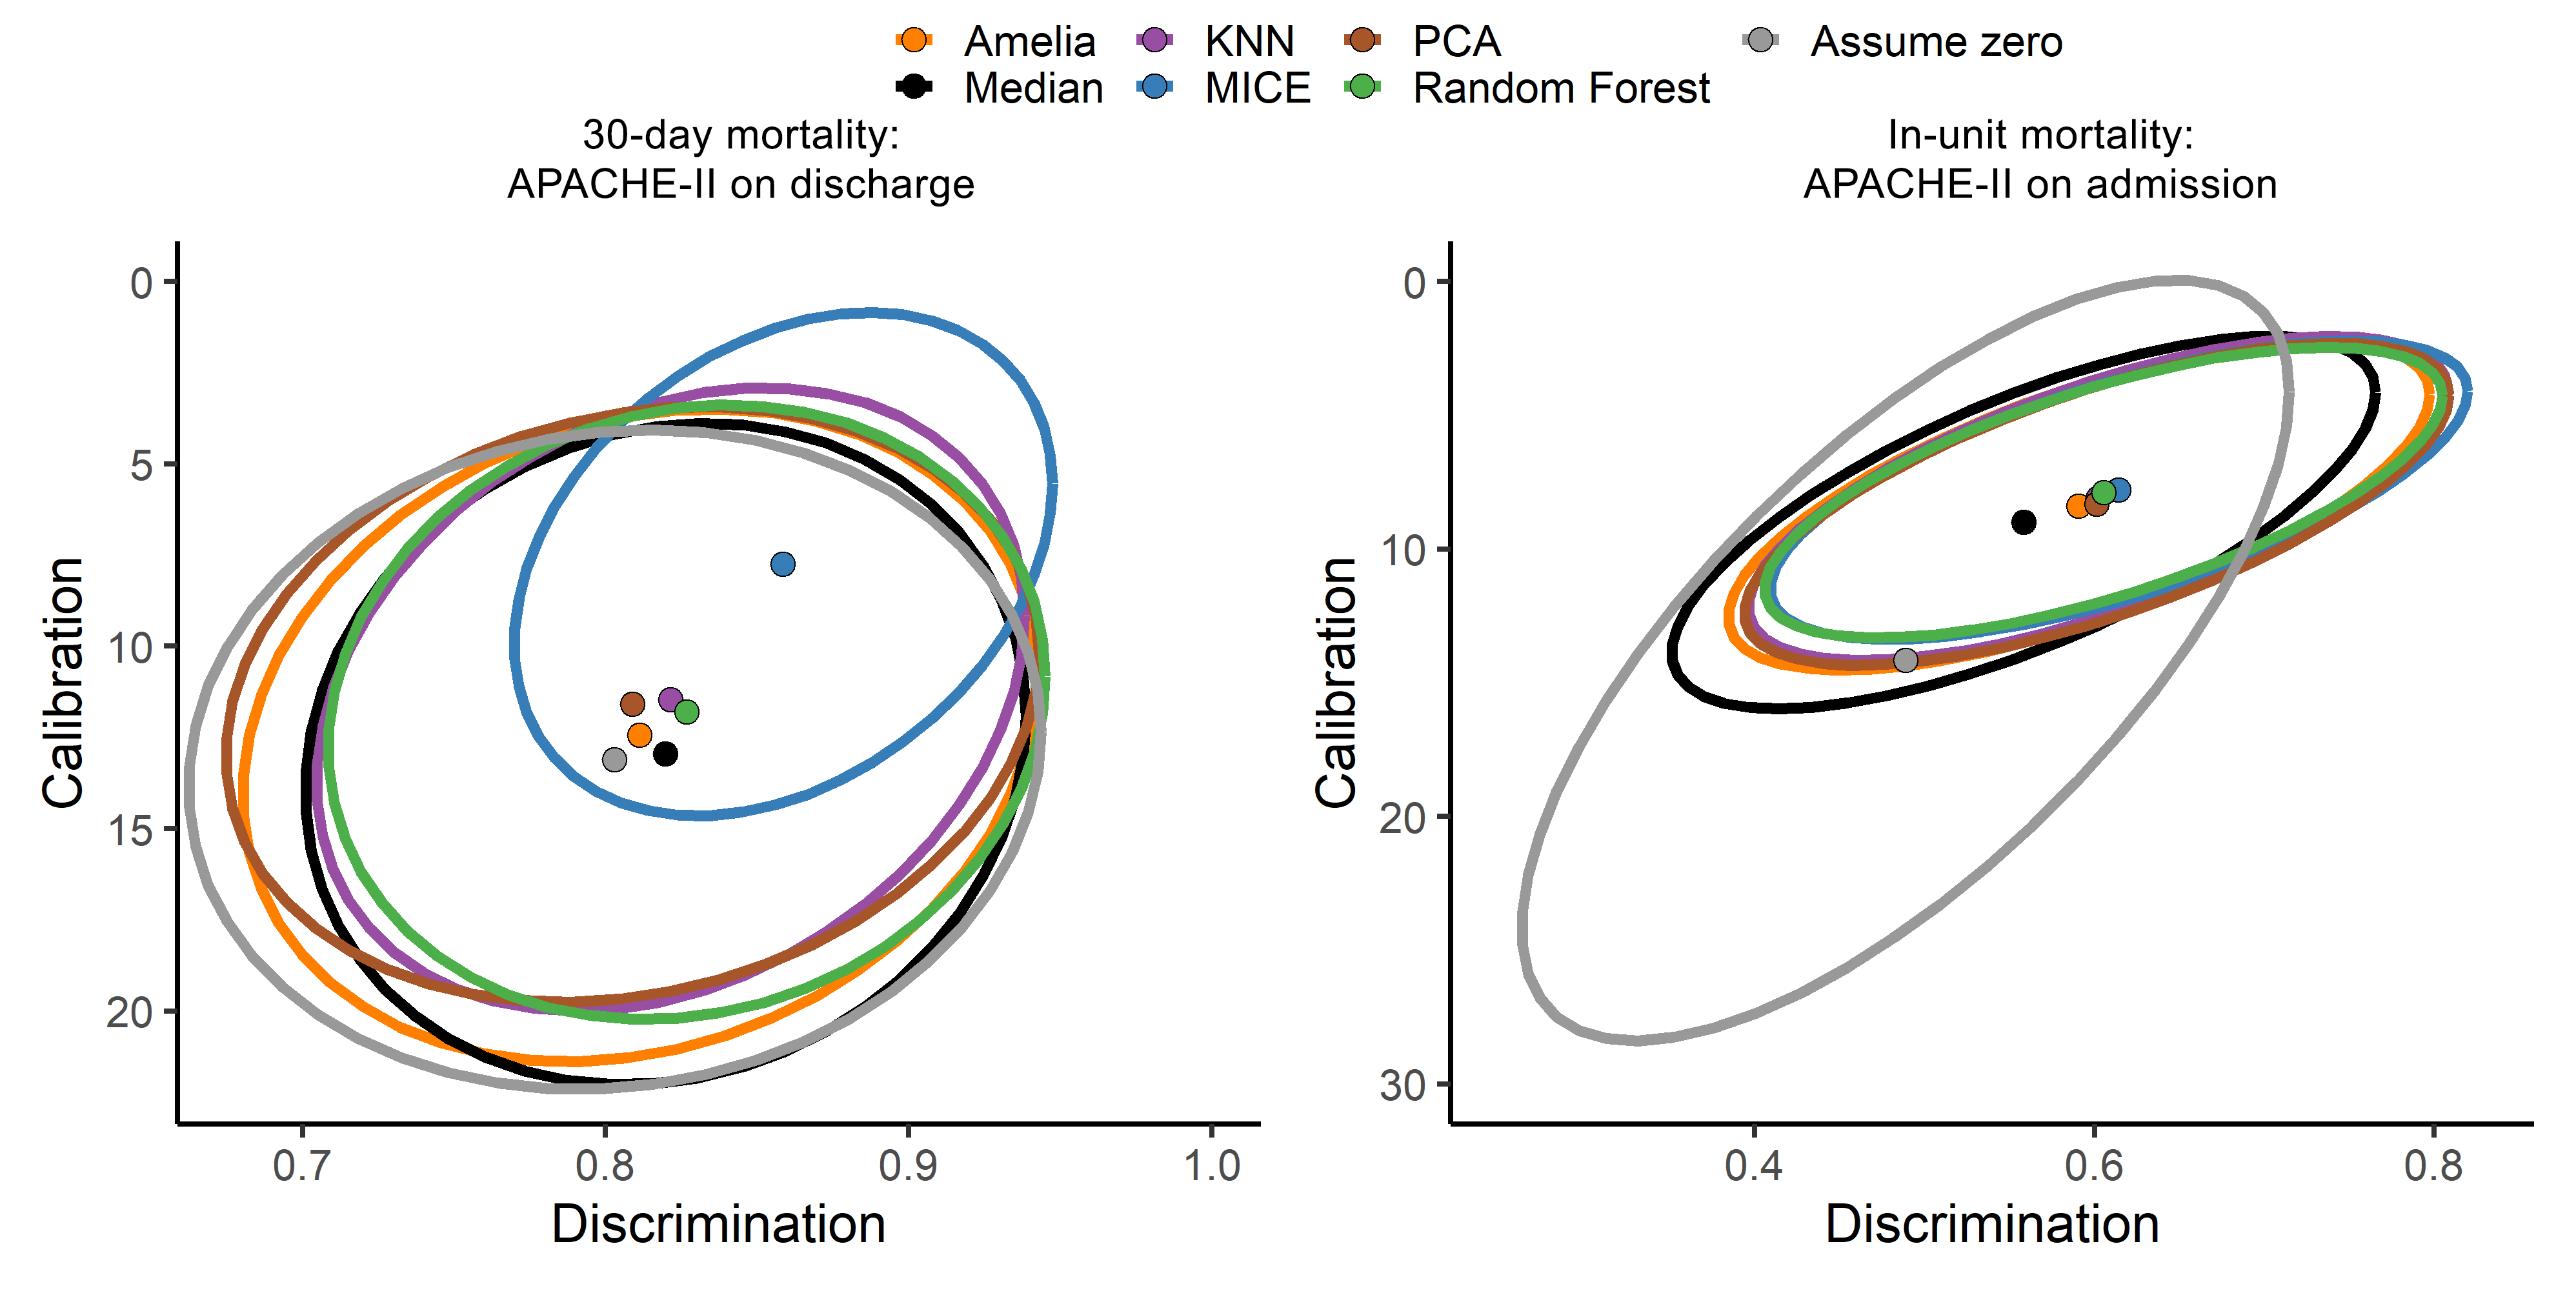 Amelia KNN PCA Assume zero
Median MICE Random Forest
30-day mortality:
APACHE-II on discharge
In-unit mortality:
APACHE-II on admission
Calibration
0
5
10
15
20
0.7 0.8 0.9 1.0
Discrimination
Calibration
0
10
20
30
0.4 0.6 0.8
Discrimination